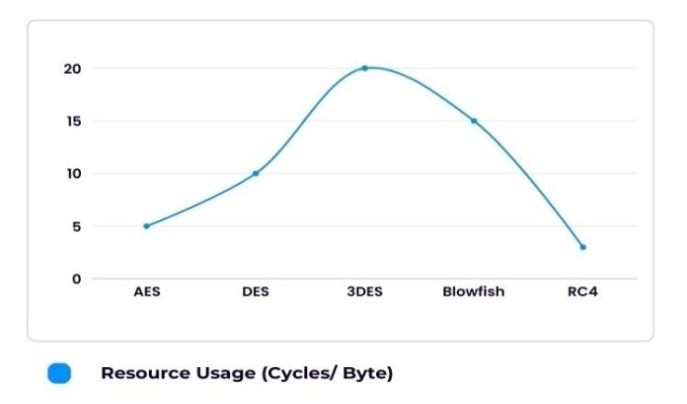 20
15
10
5
0
AES DES 3DES Blowfish RC4
Resource Usage (Cycles/ Byte)